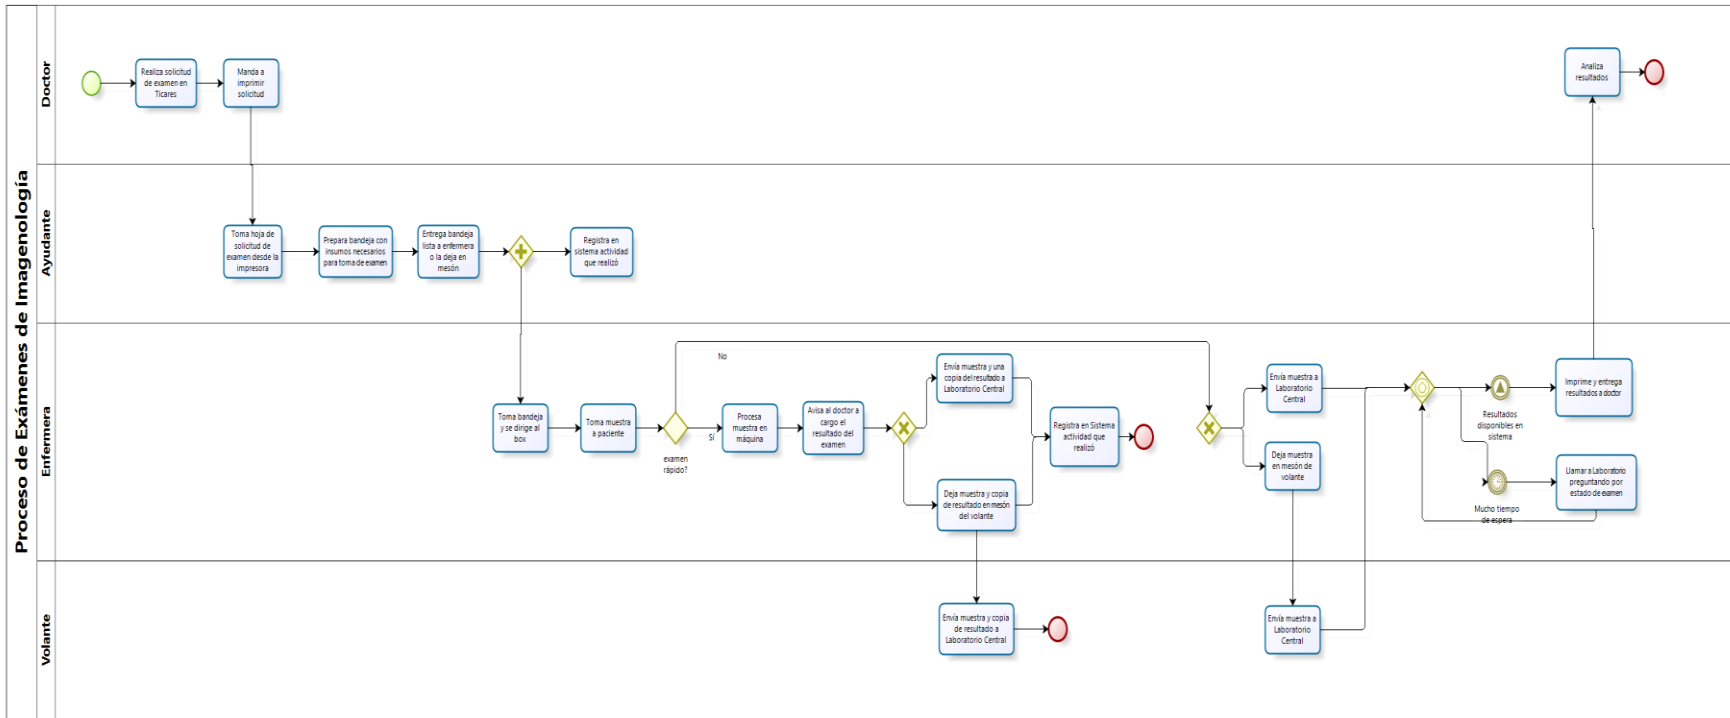 Proceso de Exámenes de Imagenología
Doctor
Realiza solicitud
de examen en
Ticares
Manda a
imprimir
solicitud
Analiza
resultados
Ayudante
Toma hoja de
solicitud de
examen desde la
impresora
Prepara bandeja con
insumos necesarios
para toma de examen
Entrega bandeja
lista a enfermera
o la deja en
mesón
Registra en
sistema actividad
que realizó
Enfermera
Toma bandeja
y se dirige al
box
Toma muestra
a paciente
examen
rápido?
No
Sí
Procesa
muestra en
máquina
Avisa al doctor a
cargo el
resultado del
examen
Envía muestra y una
copia del resultado a
Laboratorio Central
Deja muestra y copia
de resultado en mesón
del volante
Registra en Sistema
actividad que
realizó
Envía muestra a
Laboratorio
Central
Deja muestra
en mesón de
volante
Resultados
disponibles en
sistema
Imprime y entrega
resultados a doctor
Mucho tiempo
de espera
Llamar a Laboratorio
preguntando por
estado de examen
Volante
Envía muestra y copia
de resultado a
Laboratorio Central
Envía muestra a
Laboratorio
Central